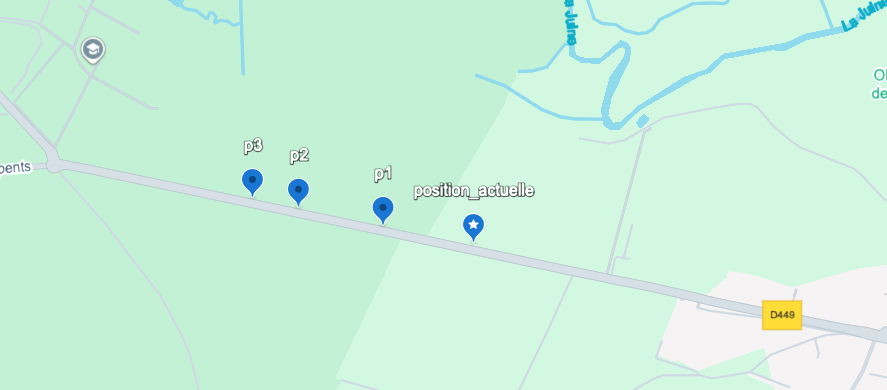 La Juine
La Juine
Ol
de
p3
p2
p1
position_actuelle
pents
D449